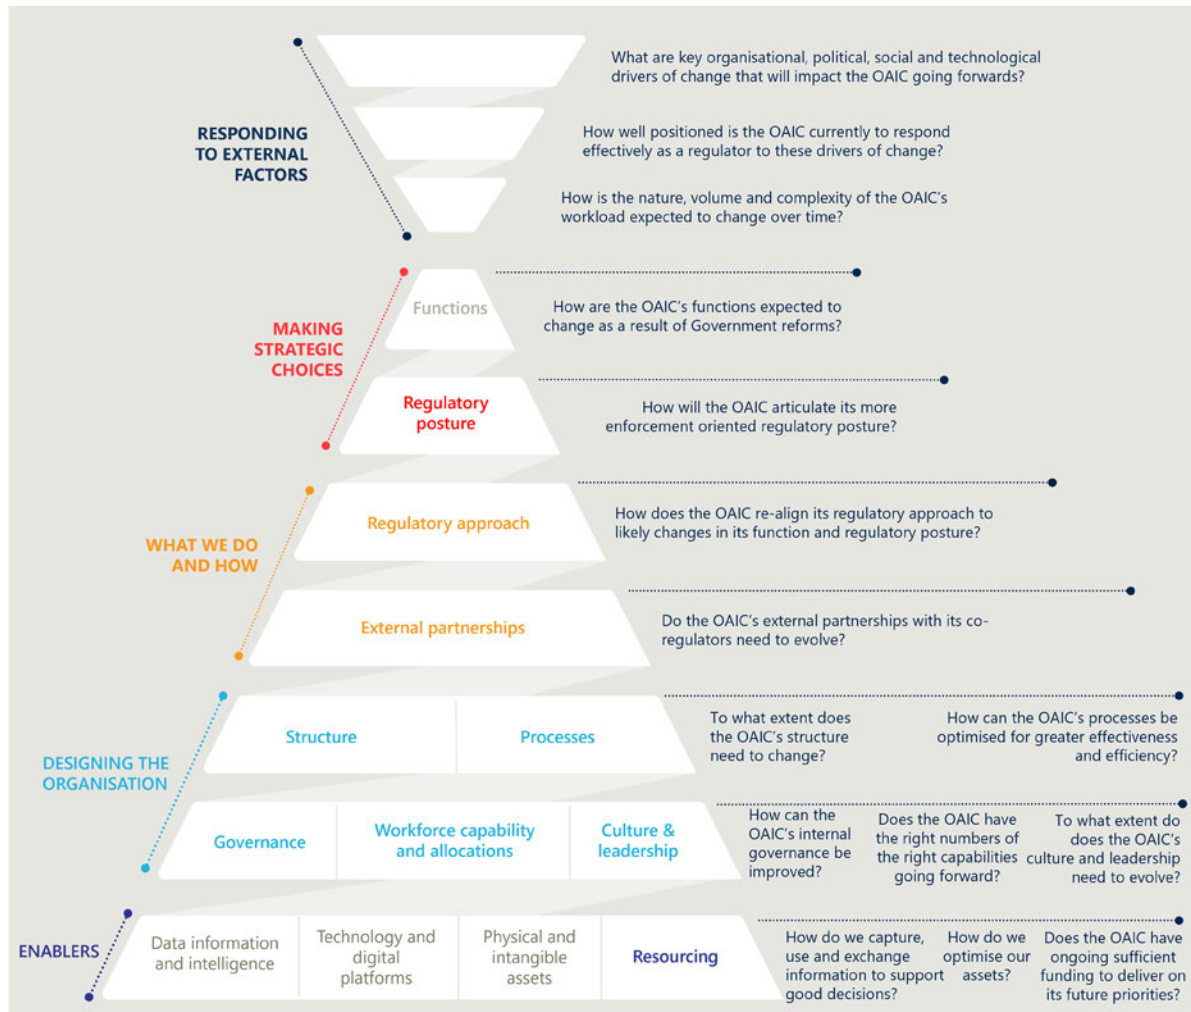 What are key organisational, political, social and technological
drivers of change that will impact the OAIC going forwards?
RESPONDING
TO EXTERNAL
FACTORS
How well positioned is the OAIC currently to respond
effectively as a regulator to these drivers of change?
How is the nature, volume and complexity of the OAIC's
workload expected to change over time?
MAKING
STRATEGIC
CHOICES
Functions
How are the OAIC's functions expected to
change as a result of Government reforms?
Regulatory
posture
How will the OAIC articulate its more
enforcement oriented regulatory posture?
WHAT WE DO
AND HOW
Regulatory approach
How does the OAIC re-align its regulatory approach to
likely changes in its function and regulatory posture?
External partnerships
Do the OAIC's external partnerships with its co-
regulators need to evolve?
DESIGNING THE
ORGANISATION
Structure
Processes
To what extent does
the OAIC's structure
need to change?
How can the OAIC's processes be
optimised for greater effectiveness
and efficiency?
Governance
Workforce capability
and allocations
Culture &
leadership
How can the
OAIC's internal
governance be
improved?
Does the OAIC have
the right numbers of
the right capabilities
going forward?
To what extent do
does the OAIC's
culture and leadership
need to evolve?
ENABLERS
Data information
and intelligence
Technology and
digital
platforms
Physical and
intangible
assets
Resourcing
How do we capture,
use and exchange
information to support
good decisions?
How do we
optimise our
assets?
Does the OAIC have
ongoing sufficient
funding to deliver on
its future priorities?